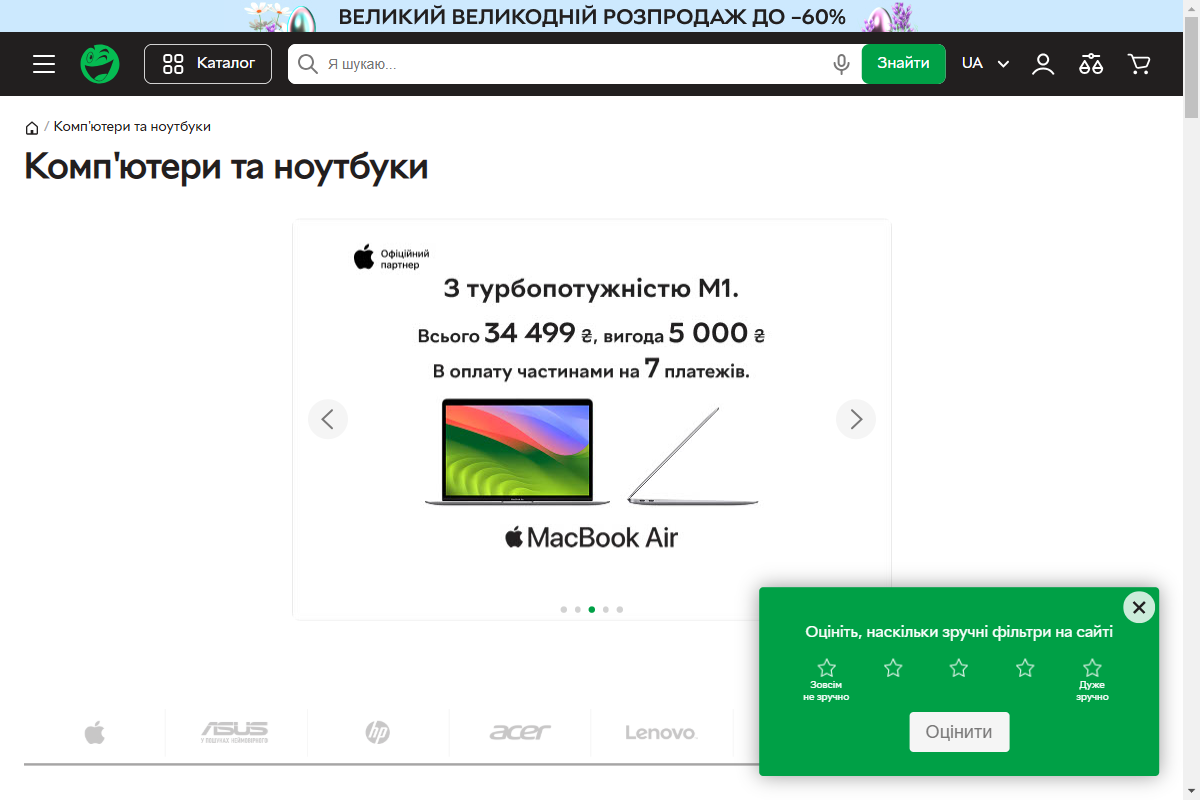 ВЕЛИКИЙ ВЕЛИКОДНІЙ РОЗПРОДАЖ ДО –60%
Каталог
Я шукаю...
Знайти
UA
/ Комп'ютери та ноутбуки
Комп'ютери та ноутбуки
Офіційний
партнер
З турбопотужністю М1.
Всього 34 499 ₴, вигода 5 000 ₴
В оплату частинами на 7 платежів.
MacBook Air
Оцініть, наскільки зручні фільтри на сайті
Зовсім
не зручно
Дуже
зручно
Оцінити
ASUS
У ПОШУКАХ НЕЙМОВІРНОГО
hp
acer
Lenovo